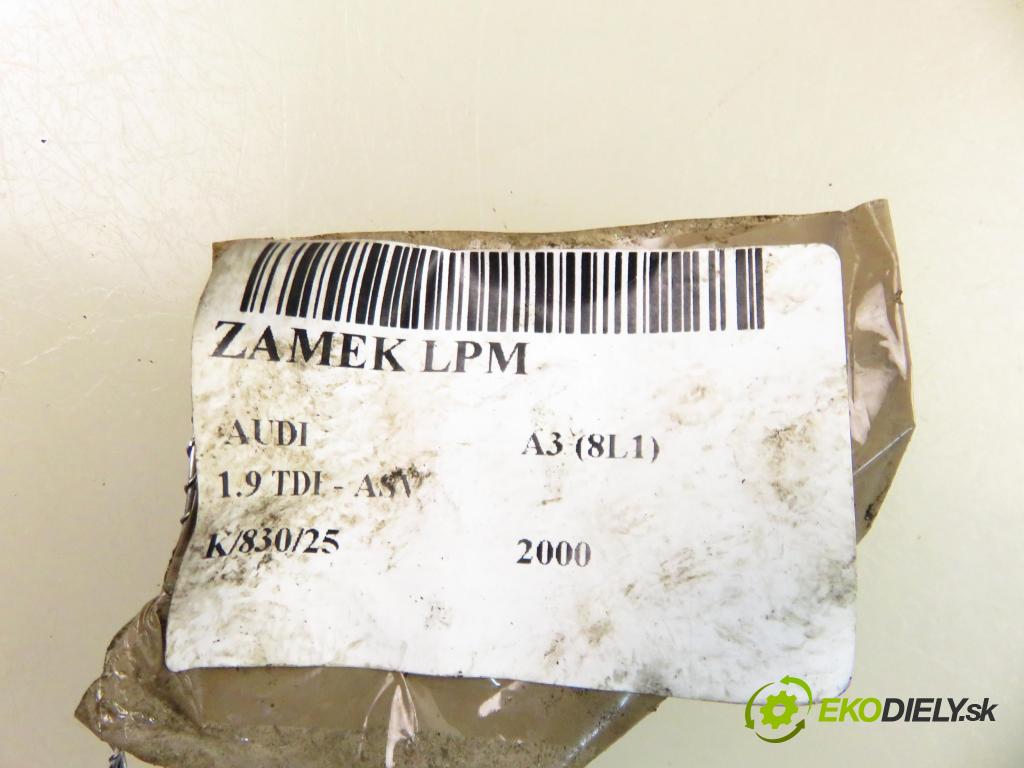 ZAMEK LPM
AUDI A3 (8L1)
1.9 TDI - ASV
K/830/25 2000
EKODIELY.sk